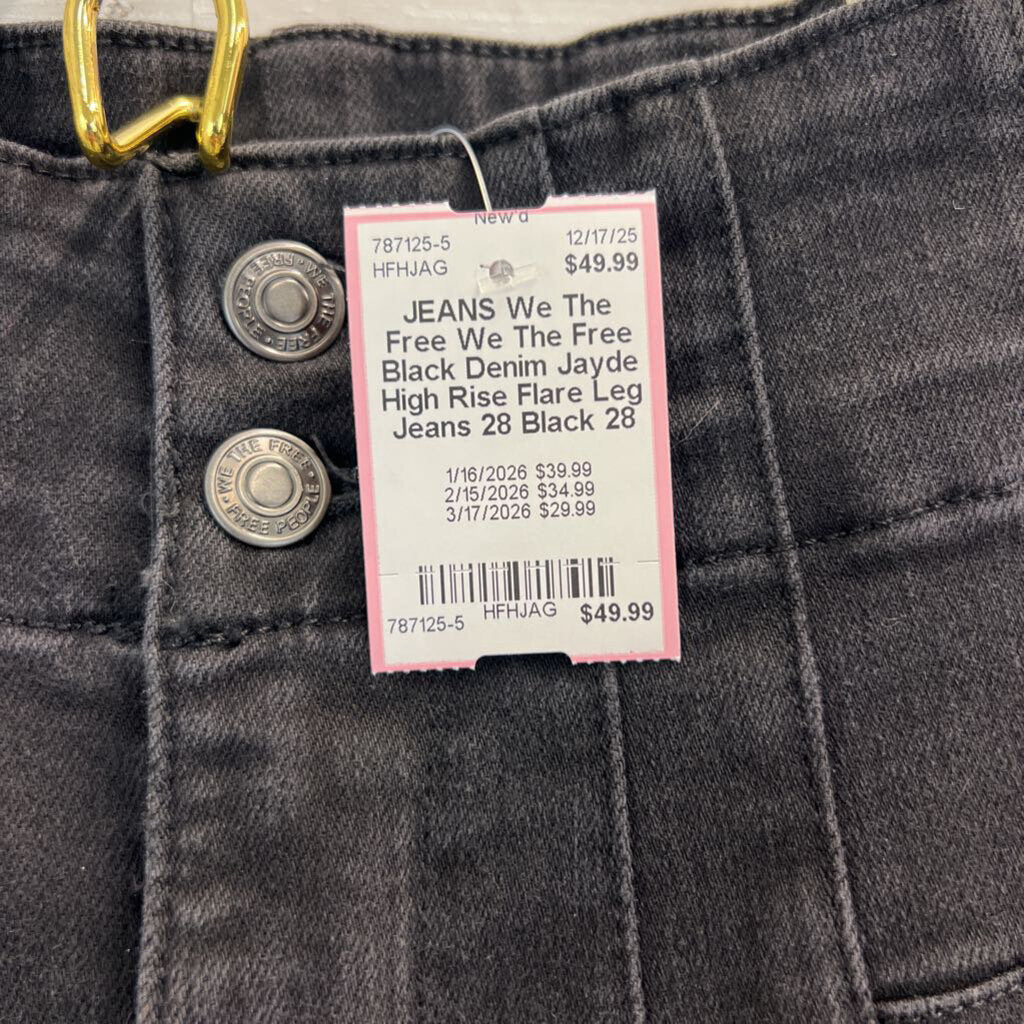 New'd
787125-5 12/17/25
HFHJAG $49.99
JEANS We The
Free We The Free
Black Denim Jayde
High Rise Flare Leg
Jeans 28 Black 28
1/16/2026 $39.99
2/15/2026 $34.99
3/17/2026 $29.99
787125-5 HFHJAG $49.99
• WE THE FREE • FREE PEOPLE
• WE THE FREE • FREE PEOPLE